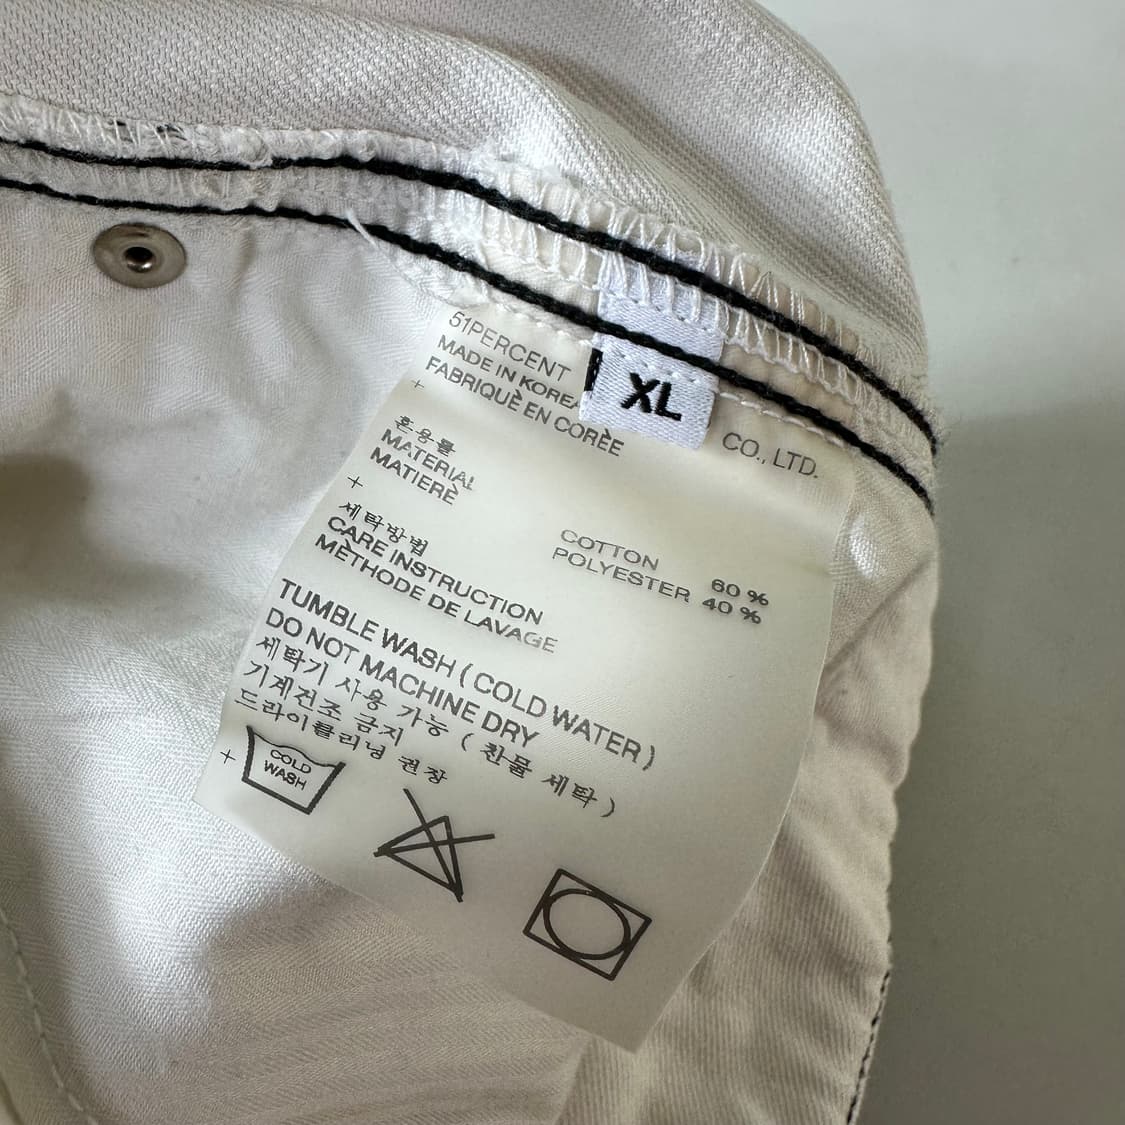 51PERCENT CO., LTD.
XL
MADE IN KOREA
FABRIQUÈ EN CORÈE
+
혼용률
MATERIAL
MATIERÈ
COTTON 60 %
POLYESTER 40 %
+
세탁방법
CARE INSTRUCTION
MÈTHODE DE LAVAGE
TUMBLE WASH ( COLD WATER )
DO NOT MACHINE DRY
세탁기 사용 가능 ( 찬물 세탁 )
기계건조 금지
드라이클리닝 권장
+
COLD
WASH